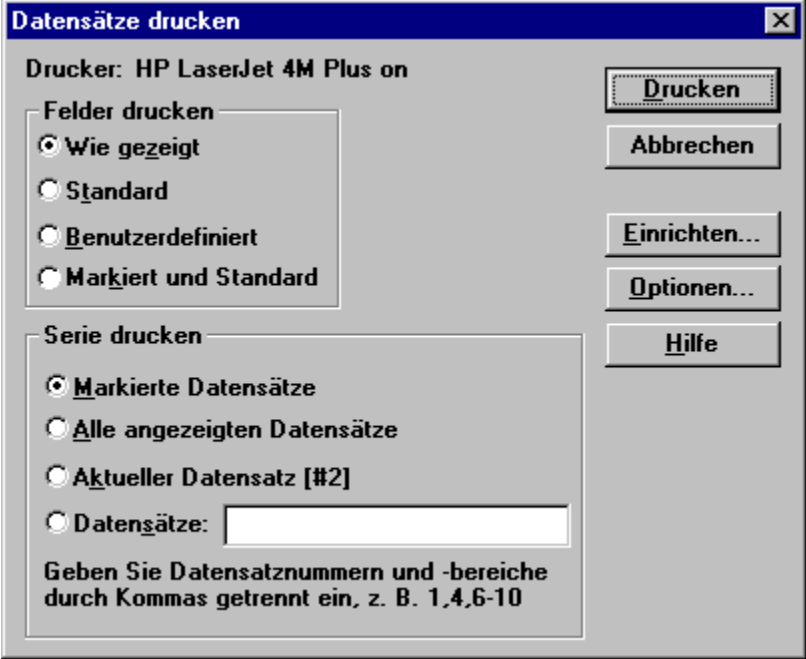 Datensätze drucken
Drucker: HP LaserJet 4M Plus on
Felder drucken
Wie gezeigt
Standard
Benutzerdefiniert
Markiert und Standard
Serie drucken
Markierte Datensätze
Alle angezeigten Datensätze
Aktueller Datensatz [#2]
Datensätze:
Geben Sie Datensatznummern und -bereiche
durch Kommas getrennt ein, z. B. 1,4,6-10
Drucken
Abbrechen
Einrichten...
Optionen...
Hilfe